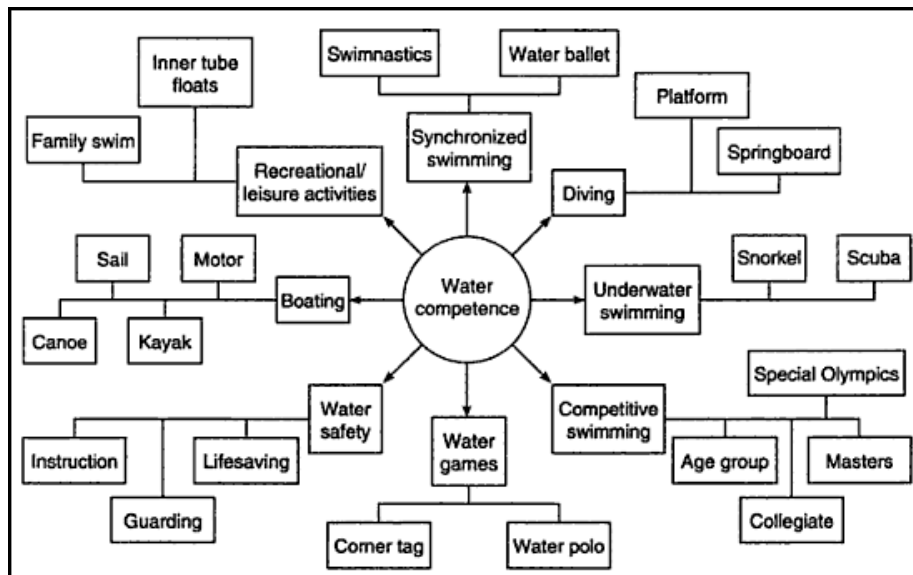 Swimnastics
Water ballet
Inner tube
floats
Platform
Family swim
Synchronized
swimming
Springboard
Recreational/
leisure activities
Diving
Sail
Motor
Snorkel
Scuba
Water
competence
Boating
Underwater
swimming
Canoe
Kayak
Special Olympics
Water
safety
Competitive
swimming
Water
games
Instruction
Lifesaving
Age group
Masters
Guarding
Collegiate
Corner tag
Water polo